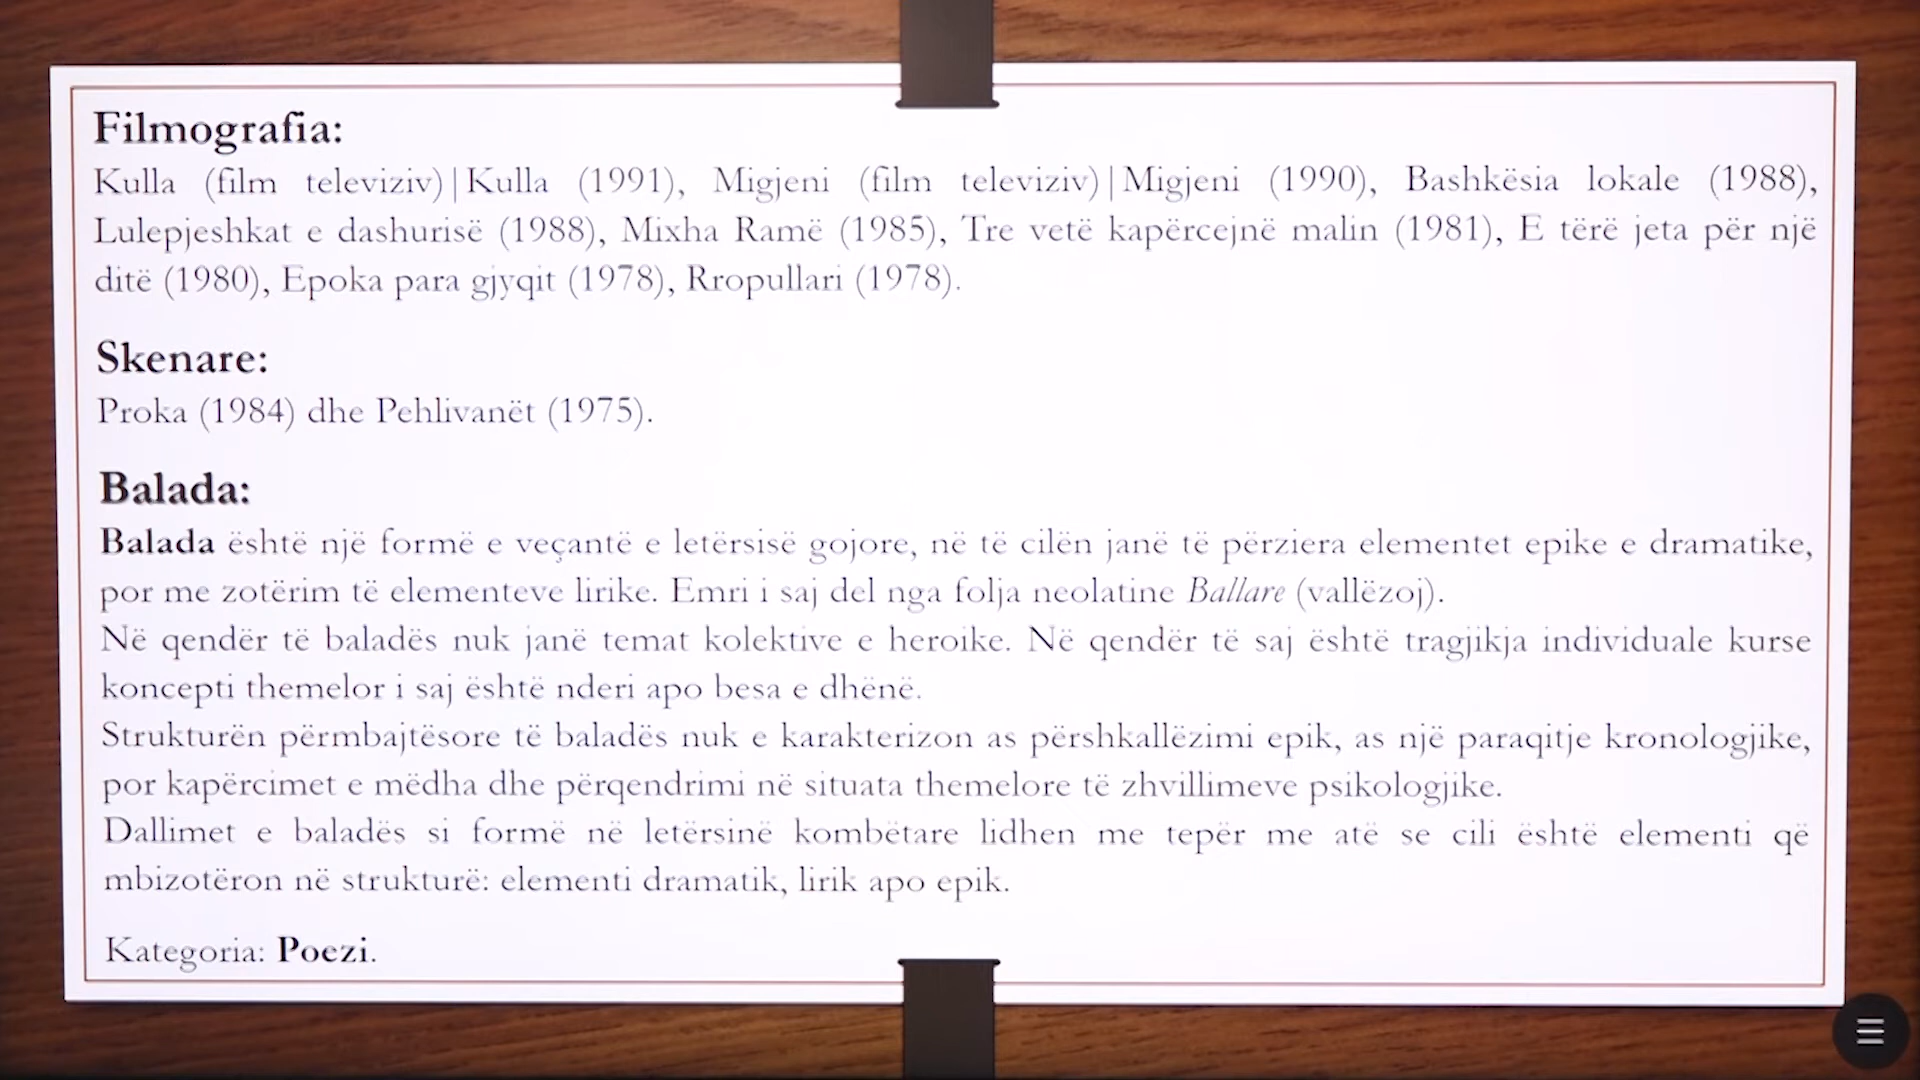 Filmografia:
Kulla (film televiziv)|Kulla (1991), Migjeni (film televiziv)|Migjeni (1990), Bashkësia lokale (1988),
Lulepjeshkat e dashurisë (1988), Mixha Ramë (1985), Tre vetë kapërcejnë malin (1981), E tërë jeta për një
ditë (1980), Epoka para gjyqit (1978), Rropullari (1978).
Skenare:
Proka (1984) dhe Pehlivanët (1975).
Balada:
Balada është një formë e veçantë e letërsisë gojore, në të cilën janë të përziera elementet epike e dramatike,
por me zotërim të elementeve lirike. Emri i saj del nga folja neolatine Ballare (vallëzoj).
Në qendër të baladës nuk janë temat kolektive e heroike. Në qendër të saj është tragjikja individuale kurse
koncepti themelor i saj është nderi apo besa e dhënë.
Strukturën përmbajtësore të baladës nuk e karakterizon as përshkallëzimi epik, as një paraqitje kronologjike,
por kapërcimet e mëdha dhe përqendrimi në situata themelore të zhvillimeve psikologjike.
Dallimet e baladës si formë në letërsinë kombëtare lidhen me tepër me atë se cili është elementi që
mbizotëron në strukturë: elementi dramatik, lirik apo epik.
Kategoria: Poezi.